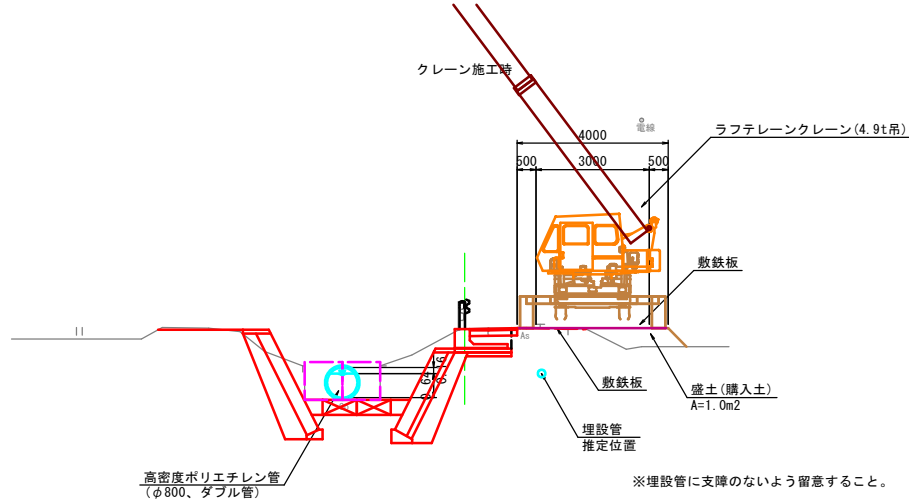 クレーン施工時
電線
ラフテレーンクレーン(4.9t吊)
4000
500
3000
500
敷鉄板
As
敷鉄板
盛土(購入土)
A=1.0m2
埋設管
推定位置
高密度ポリエチレン管
(φ800、ダブル管)
※埋設管に支障のないよう留意すること。